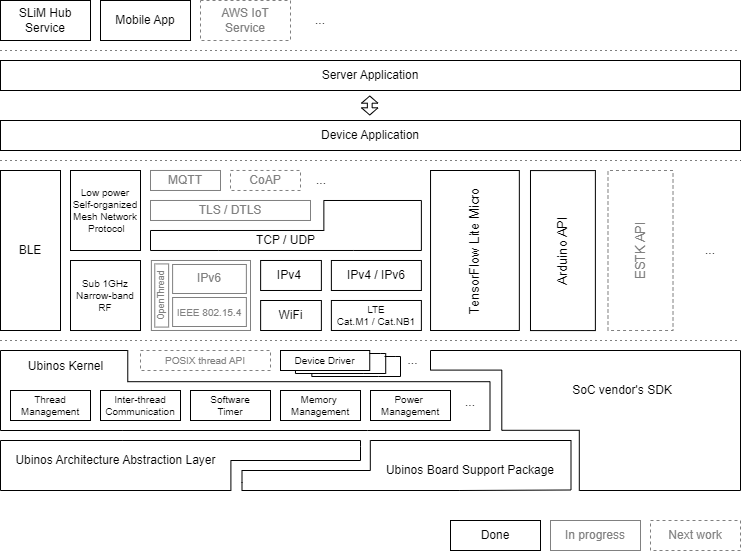 SLiM Hub
Service
Mobile App
AWS IoT
Service
...
Server Application
Device Application
BLE
Low power
Self-organized
Mesh Network
Protocol
Sub 1GHz
Narrow-band
RF
MQTT
CoAP
...
TLS / DTLS
TCP / UDP
OpenThread
IPv6
IEEE 802.15.4
IPv4
WiFi
IPv4 / IPv6
LTE
Cat.M1 / Cat.NB1
TensorFlow Lite Micro
Arduino API
ESTK API
...
Ubinos Kernel
POSIX thread API
Device Driver
...
Thread
Management
Inter-thread
Communication
Software
Timer
Memory
Management
Power
Management
...
SoC vendor's SDK
Ubinos Architecture Abstraction Layer
Ubinos Board Support Package
Done
In progress
Next work